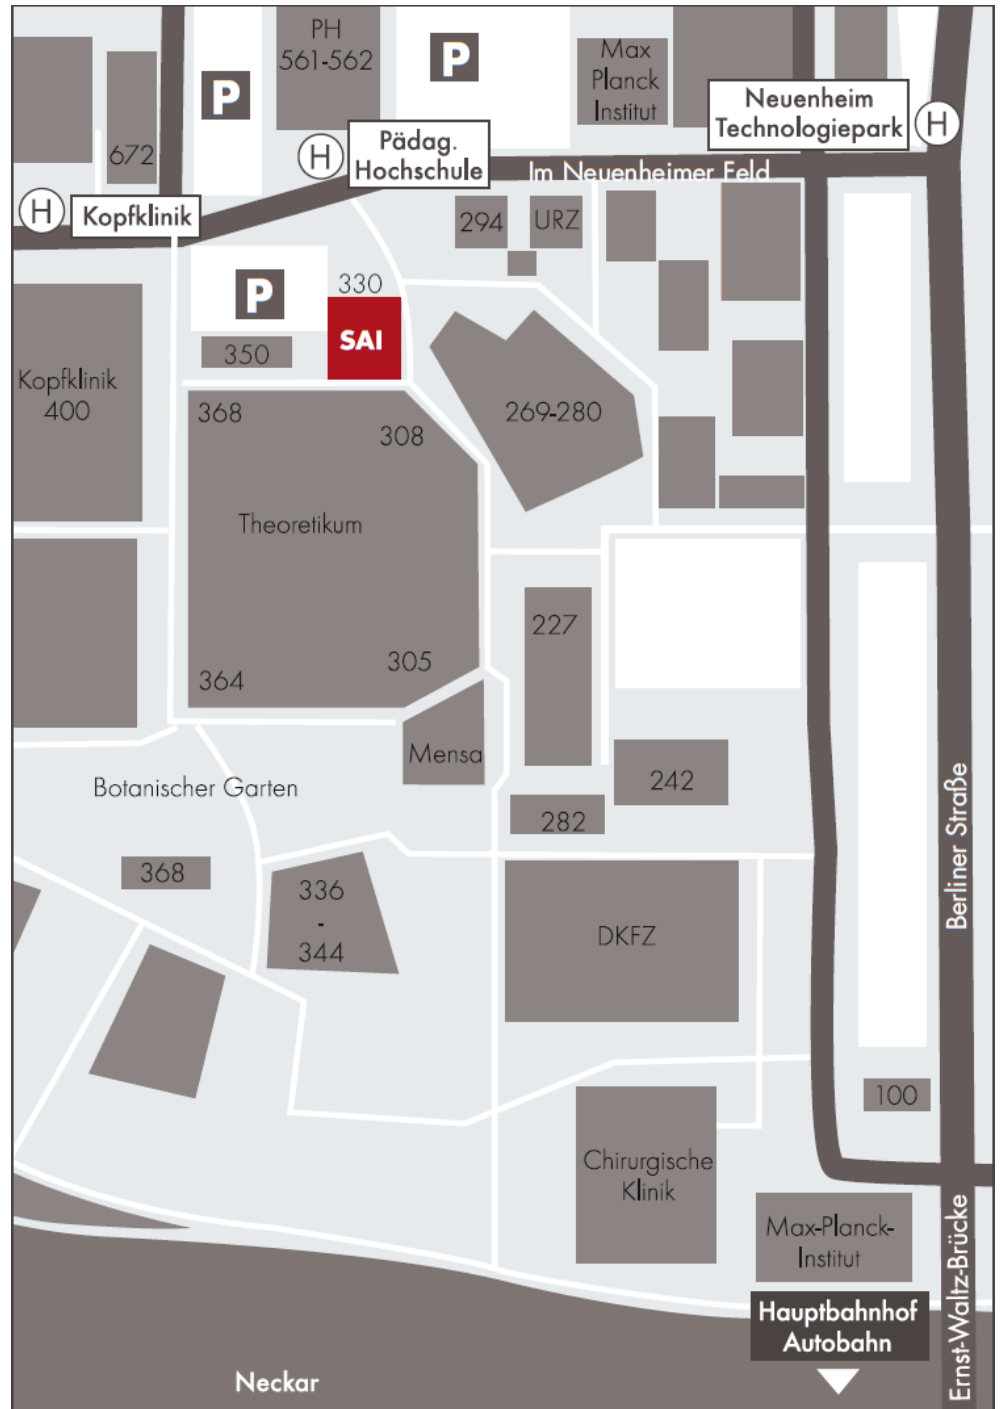 PH
561-562
P
P
Max
Planck
Institut
Neuenheim
Technologiepark
H
672
H
Pädag.
Hochschule
Im Neuenheimer Feld
H
Kopfklinik
294
URZ
P
330
SAI
350
Kopfklinik
400
368
308
269-280
Theoretikum
227
305
364
Mensa
242
Botanischer Garten
282
368
336
-
344
DKFZ
Berliner Straße
100
Chirurgische
Klinik
Max-Planck-
Institut
Ernst-Waltz-Brücke
Hauptbahnhof
Autobahn
Neckar